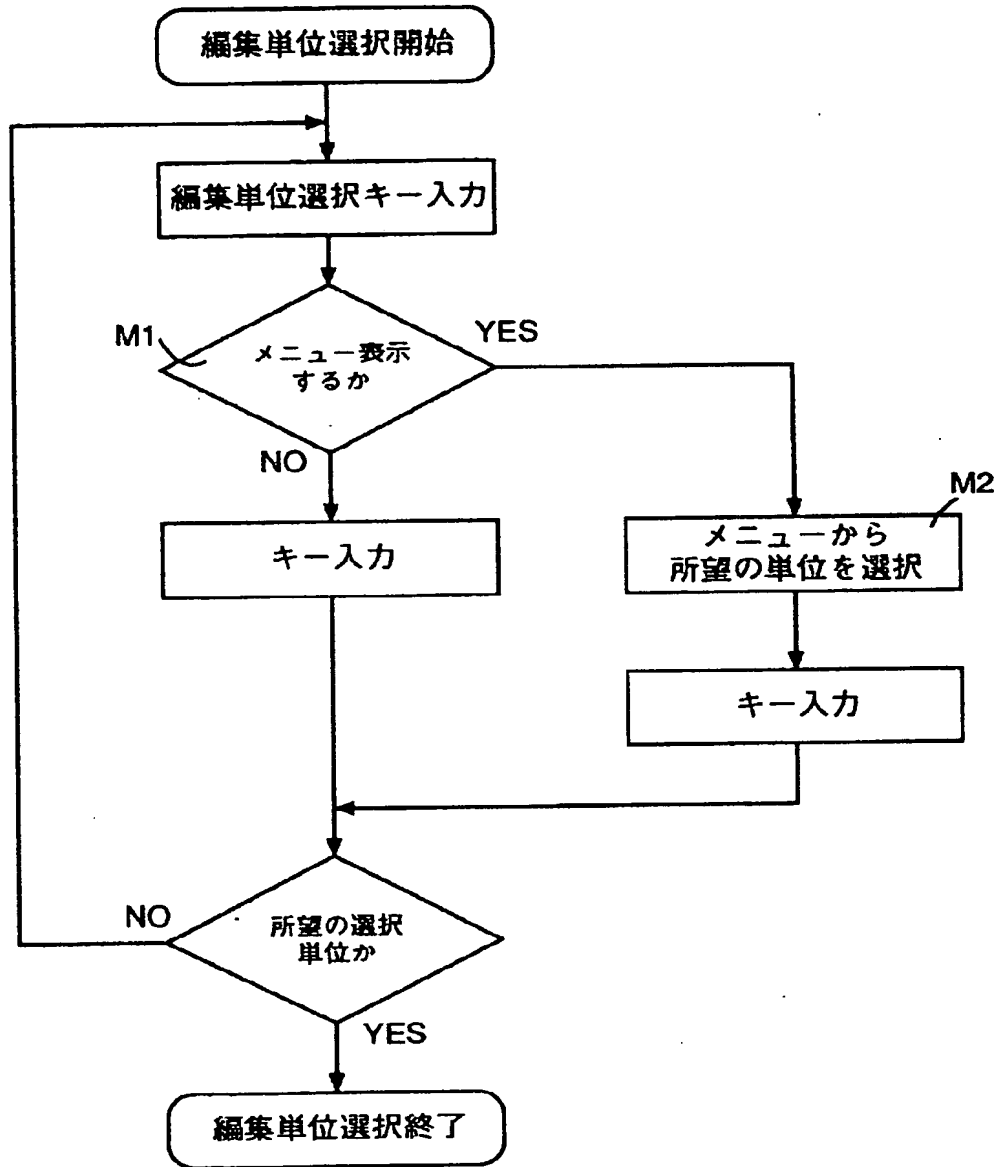 編集単位選択開始
編集単位選択キー入力
M1
メニュー表示
するか
YES
NO
キー入力
M2
メニューから
所望の単位を選択
キー入力
所望の選択
単位か
NO
YES
編集単位選択終了